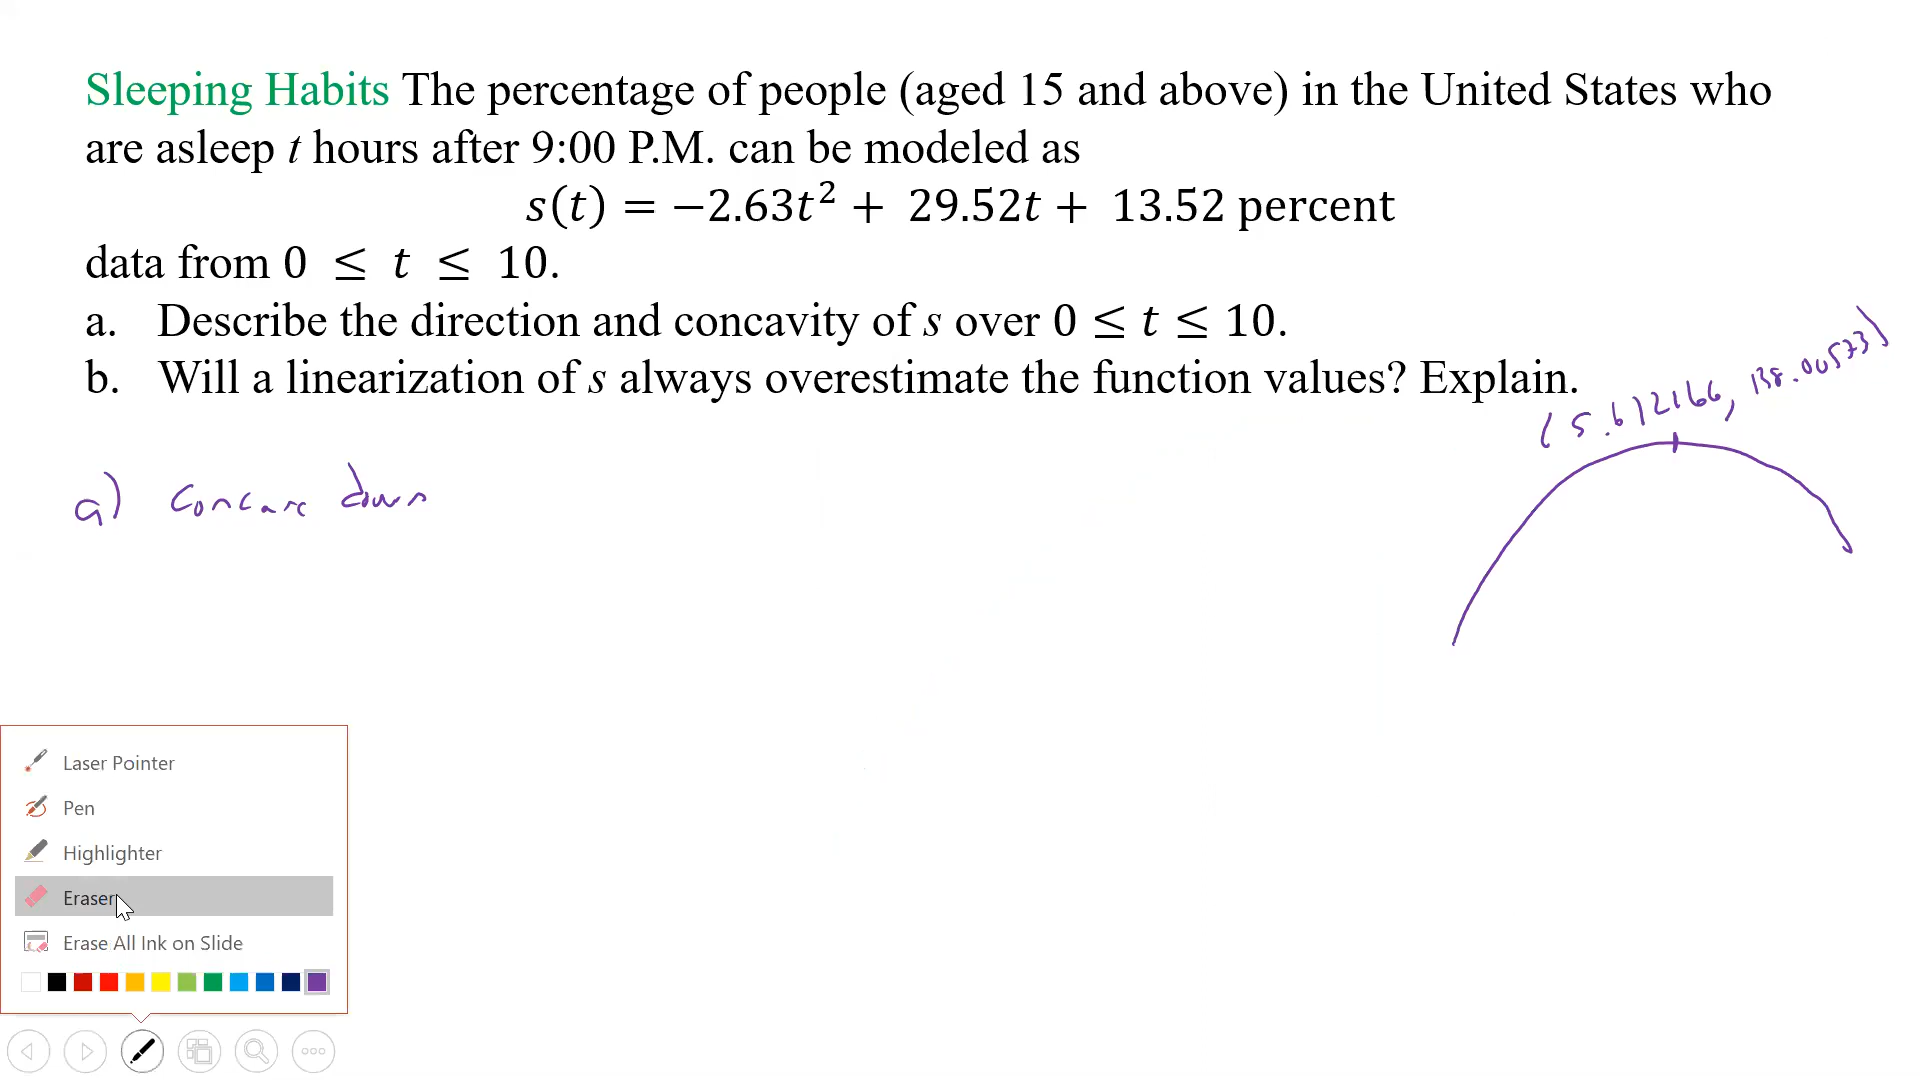 Sleeping Habits The percentage of people (aged 15 and above) in the United States who
are asleep t hours after 9:00 P.M. can be modeled as
s(t) = −2.63t² + 29.52t + 13.52 percent
data from 0 ≤ t ≤ 10.
a. Describe the direction and concavity of s over 0 ≤ t ≤ 10.
b. Will a linearization of s always overestimate the function values? Explain.
(5.612166, 138.00573)
a) Concave down
Laser Pointer
Pen
Highlighter
Eraser
Erase All Ink on Slide